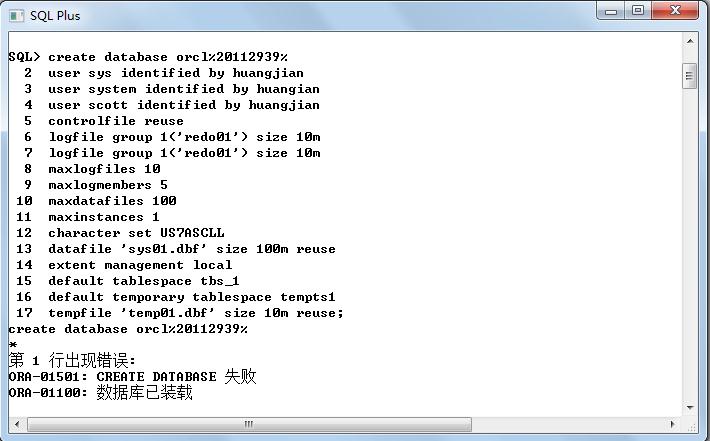 SQL Plus
SQL> create database orcl%20112939%
2 user sys identified by huangjian
3 user system identified by huangian
4 user scott identified by huangjian
5 controlfile reuse
6 logfile group 1('redo01') size 10m
7 logfile group 1('redo01') size 10m
8 maxlogfiles 10
9 maxlogmembers 5
10 maxdatafiles 100
11 maxinstances 1
12 character set US7ASCLL
13 datafile 'sys01.dbf' size 100m reuse
14 extent management local
15 default tablespace tbs_1
16 default temporary tablespace tempts1
17 tempfile 'temp01.dbf' size 10m reuse;
create database orcl%20112939%
*
第 1 行出现错误:
ORA-01501: CREATE DATABASE 失败
ORA-01100: 数据库已装载